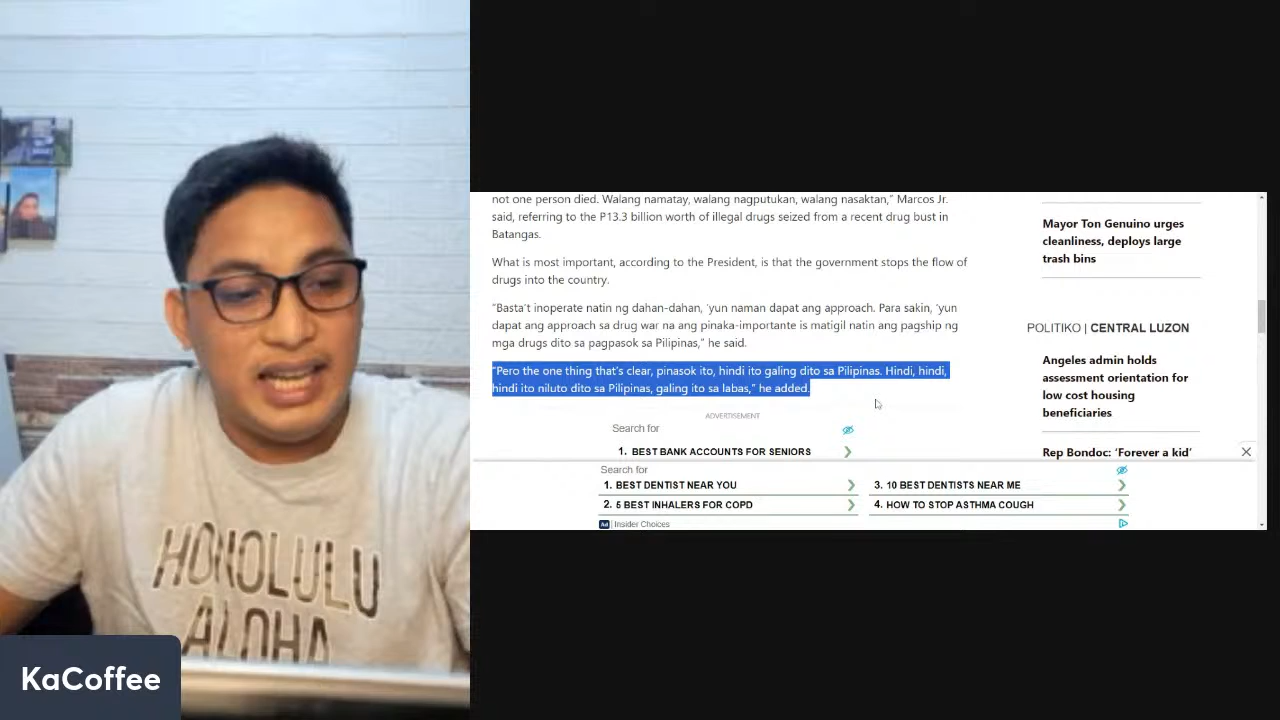 HONOLULU
ALOHA
KaCoffee
not one person died. Walang namatay, walang nagputukan, walang nasaktan,” Marcos Jr.
said, referring to the P13.3 billion worth of illegal drugs seized from a recent drug bust in
Batangas.
What is most important, according to the President, is that the government stops the flow of
drugs into the country.
“Basta’t inoperate natin ng dahan-dahan, ‘yun naman dapat ang approach. Para sakin, ‘yun
dapat ang approach sa drug war na ang pinaka-importante is matigil natin ang pagship ng
mga drugs dito sa pagpasok sa Pilipinas,” he said.
“Pero the one thing that’s clear, pinasok ito, hindi ito galing dito sa Pilipinas. Hindi, hindi,
hindi ito niluto dito sa Pilipinas, galing ito sa labas,” he added.
ADVERTISEMENT
Search for
1. BEST BANK ACCOUNTS FOR SENIORS
Mayor Ton Genuino urges
cleanliness, deploys large
trash bins
POLITIKO | CENTRAL LUZON
Angeles admin holds
assessment orientation for
low cost housing
beneficiaries
Rep Bondoc: ‘Forever a kid’
Search for
1. BEST DENTIST NEAR YOU
2. 5 BEST INHALERS FOR COPD
3. 10 BEST DENTISTS NEAR ME
4. HOW TO STOP ASTHMA COUGH
Ad | Insider Choices